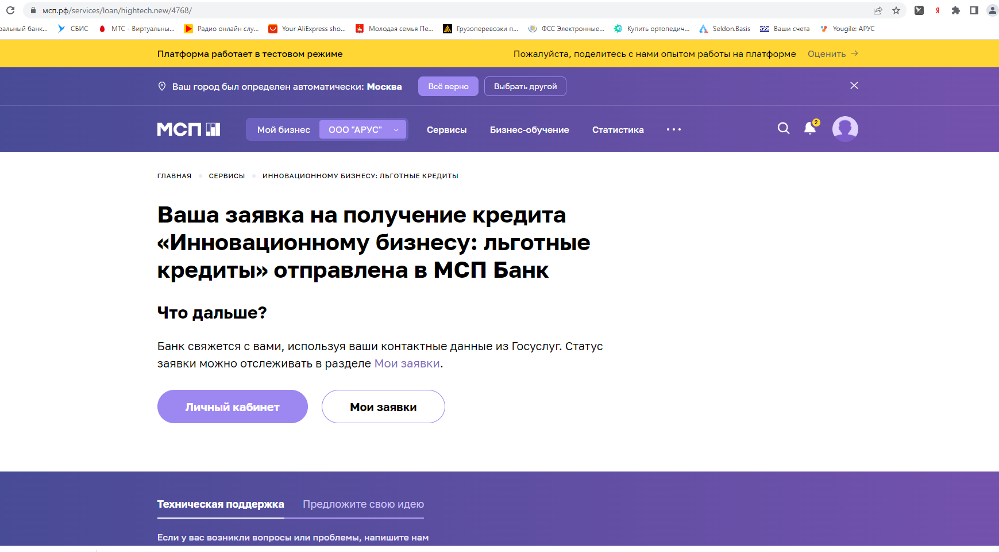 мсп.рф/services/loan/hightech.new/4768/
ральный банк... СБИС МТС - Виртуальны... Радио онлайн слу... Your AliExpress sho... Молодая семья Пе... Грузоперевозки п... ФСС Электронные... Купить ортопедич... Seldon.Basis Ваши счета Yougile: АРУС
Платформа работает в тестовом режиме Пожалуйста, поделитесь с нами опытом работы на платформе Оценить →
Ваш город был определен автоматически: Москва Всё верно Выбрать другой
МСП Мой бизнес ООО "АРУС" Сервисы Бизнес-обучение Статистика ... 2
ГЛАВНАЯ СЕРВИСЫ ИННОВАЦИОННОМУ БИЗНЕСУ: ЛЬГОТНЫЕ КРЕДИТЫ
Ваша заявка на получение кредита
«Инновационному бизнесу: льготные
кредиты» отправлена в МСП Банк
Что дальше?
Банк свяжется с вами, используя ваши контактные данные из Госуслуг. Статус
заявки можно отслеживать в разделе Мои заявки.
Личный кабинет Мои заявки
Техническая поддержка Предложите свою идею
Если у вас возникли вопросы или проблемы, напишите нам